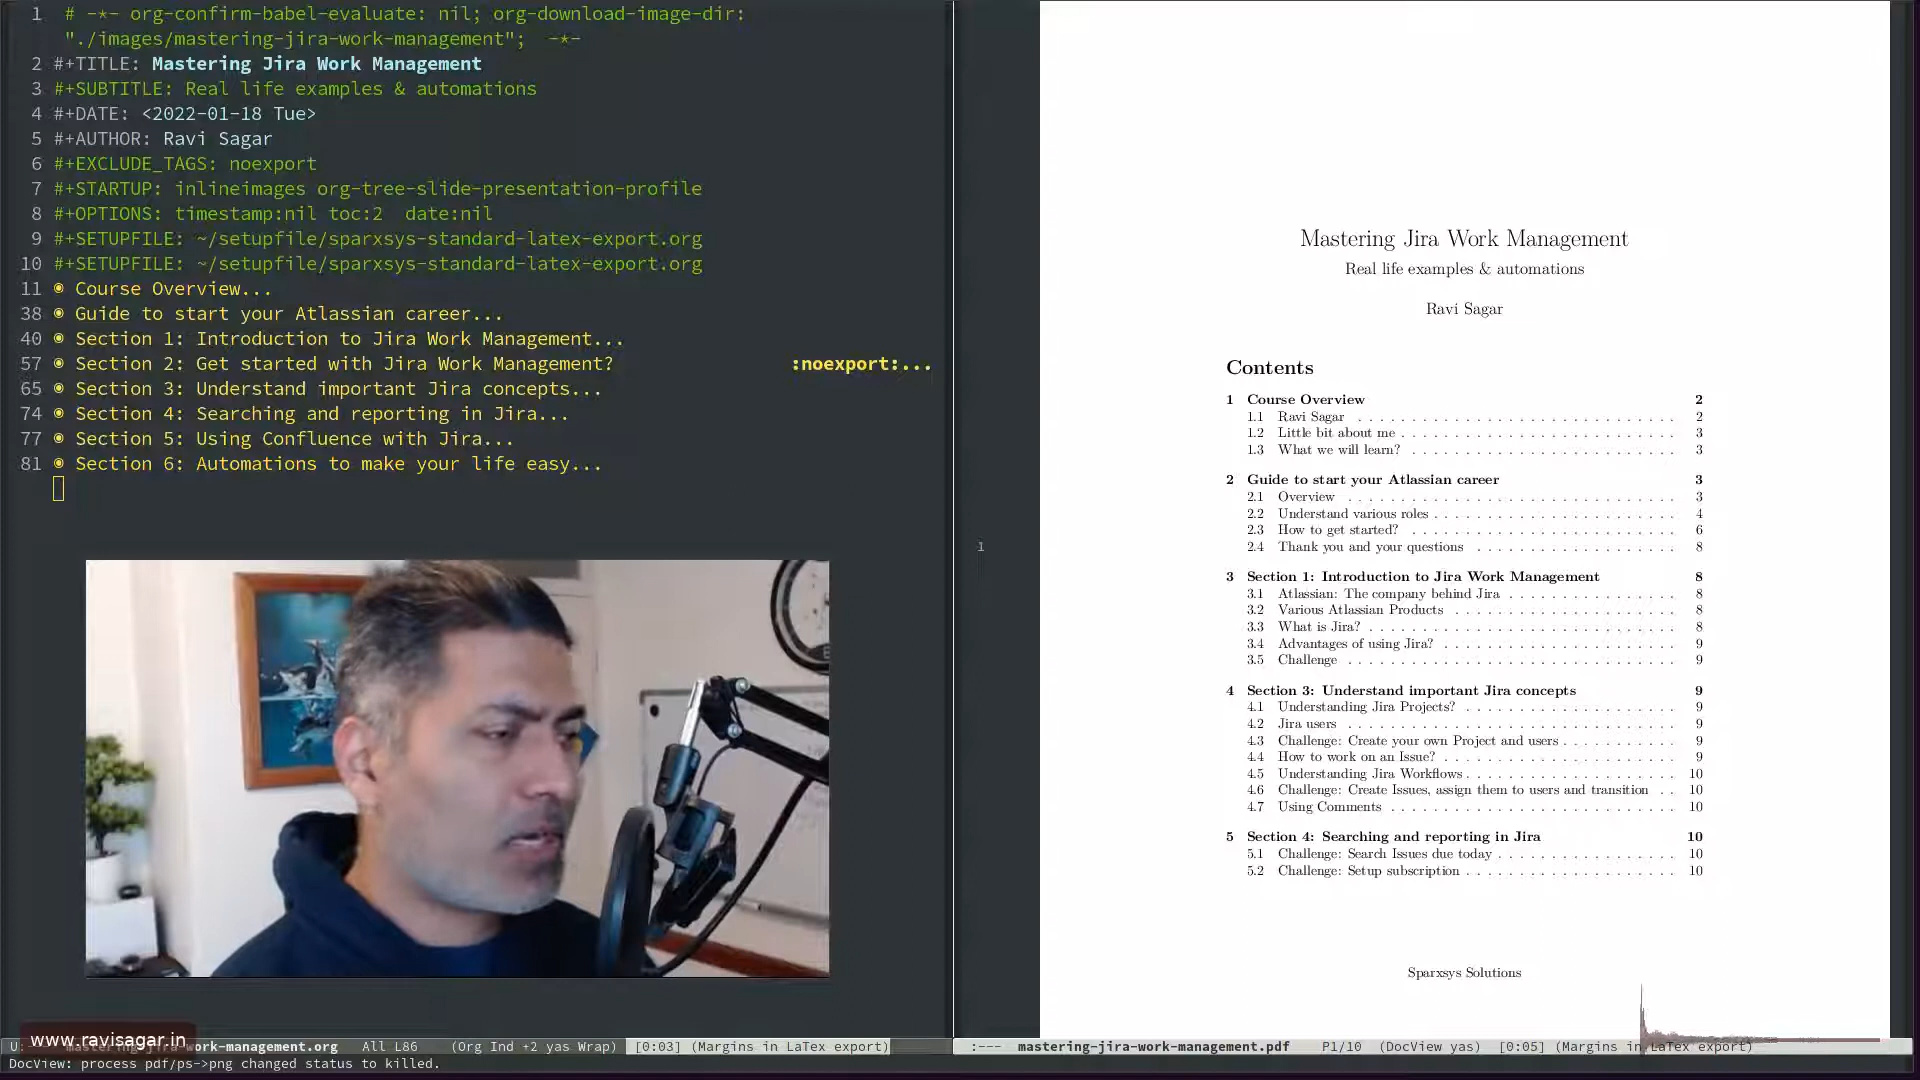 1 # -*- org-confirm-babel-evaluate: nil; org-download-image-dir:
"./images/mastering-jira-work-management";  -*-
2 #+TITLE: Mastering Jira Work Management
3 #+SUBTITLE: Real life examples & automations
4 #+DATE: <2022-01-18 Tue>
5 #+AUTHOR: Ravi Sagar
6 #+EXCLUDE_TAGS: noexport
7 #+STARTUP: inlineimages org-tree-slide-presentation-profile
8 #+OPTIONS: timestamp:nil toc:2  date:nil
9 #+SETUPFILE: ~/setupfile/sparxsys-standard-latex-export.org
10 #+SETUPFILE: ~/setupfile/sparxsys-standard-latex-export.org
11 Course Overview...
38 Guide to start your Atlassian career...
40 Section 1: Introduction to Jira Work Management...
57 Section 2: Get started with Jira Work Management? :noexport:...
65 Section 3: Understand important Jira concepts...
74 Section 4: Searching and reporting in Jira...
77 Section 5: Using Confluence with Jira...
81 Section 6: Automations to make your life easy...
www.ravisagar.in
work-management.org All L86 (Org Ind +2 yas Wrap) [0:03] (Margins in LaTex export)
DocView: process pdf/ps->png changed status to killed.
1
Mastering Jira Work Management
Real life examples & automations
Ravi Sagar
Contents
1 Course Overview 2
1.1 Ravi Sagar 2
1.2 Little bit about me 3
1.3 What we will learn? 3
2 Guide to start your Atlassian career 3
2.1 Overview 3
2.2 Understand various roles 4
2.3 How to get started? 6
2.4 Thank you and your questions 8
3 Section 1: Introduction to Jira Work Management 8
3.1 Atlassian: The company behind Jira 8
3.2 Various Atlassian Products 8
3.3 What is Jira? 8
3.4 Advantages of using Jira? 9
3.5 Challenge 9
4 Section 3: Understand important Jira concepts 9
4.1 Understanding Jira Projects? 9
4.2 Jira users 9
4.3 Challenge: Create your own Project and users 9
4.4 How to work on an Issue? 9
4.5 Understanding Jira Workflows 10
4.6 Challenge: Create Issues, assign them to users and transition 10
4.7 Using Comments 10
5 Section 4: Searching and reporting in Jira 10
5.1 Challenge: Search Issues due today 10
5.2 Challenge: Setup subscription 10
Sparxsys Solutions
:--- mastering-jira-work-management.pdf P1/10 (DocView yas) [0:05] (Margins in LaTex export)